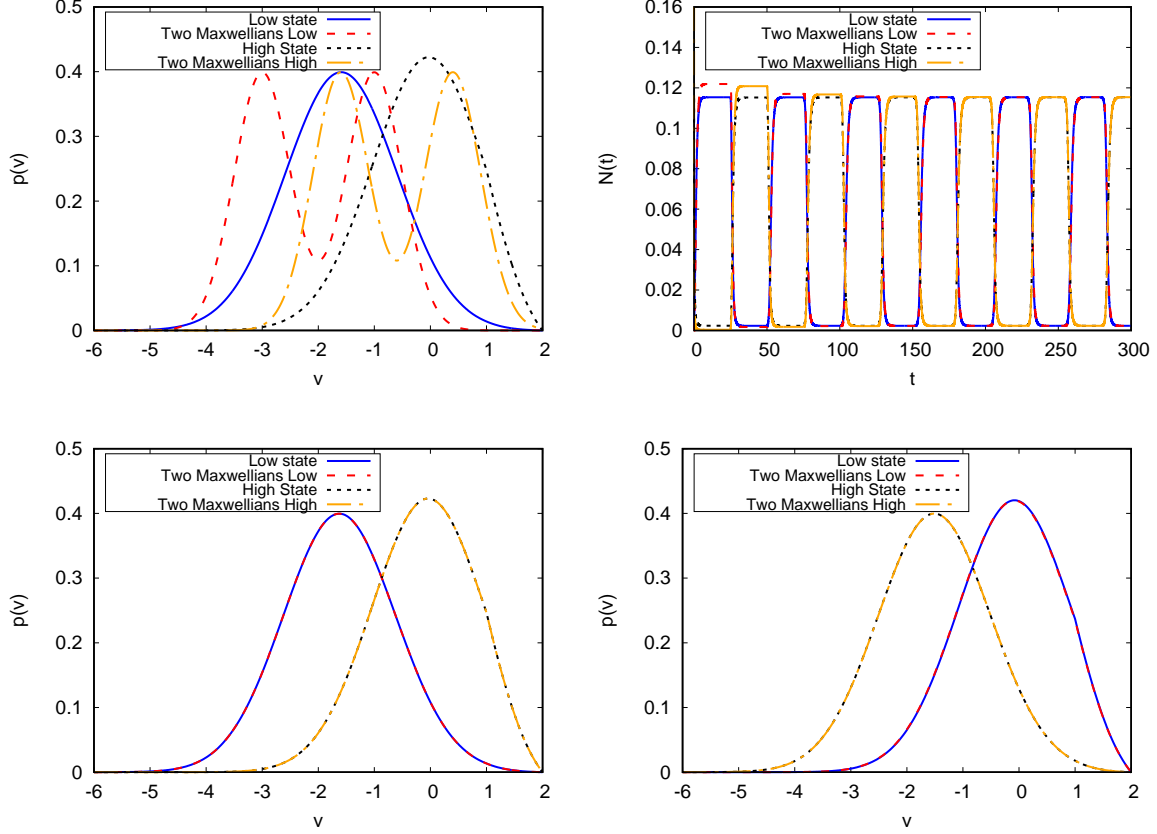 0.5
0.4
0.3
0.2
0.1
0
-6 -5 -4 -3 -2 -1 0 1 2
p(v)
v
Low state
Two Maxwellians Low
High State
Two Maxwellians High
0.16
0.14
0.12
0.1
0.08
0.06
0.04
0.02
0
0 50 100 150 200 250 300
N(t)
t
Low state
Two Maxwellians Low
High State
Two Maxwellians High
0.5
0.4
0.3
0.2
0.1
0
-6 -5 -4 -3 -2 -1 0 1 2
p(v)
v
Low state
Two Maxwellians Low
High State
Two Maxwellians High
0.5
0.4
0.3
0.2
0.1
0
-6 -5 -4 -3 -2 -1 0 1 2
p(v)
v
Low state
Two Maxwellians Low
High State
Two Maxwellians High